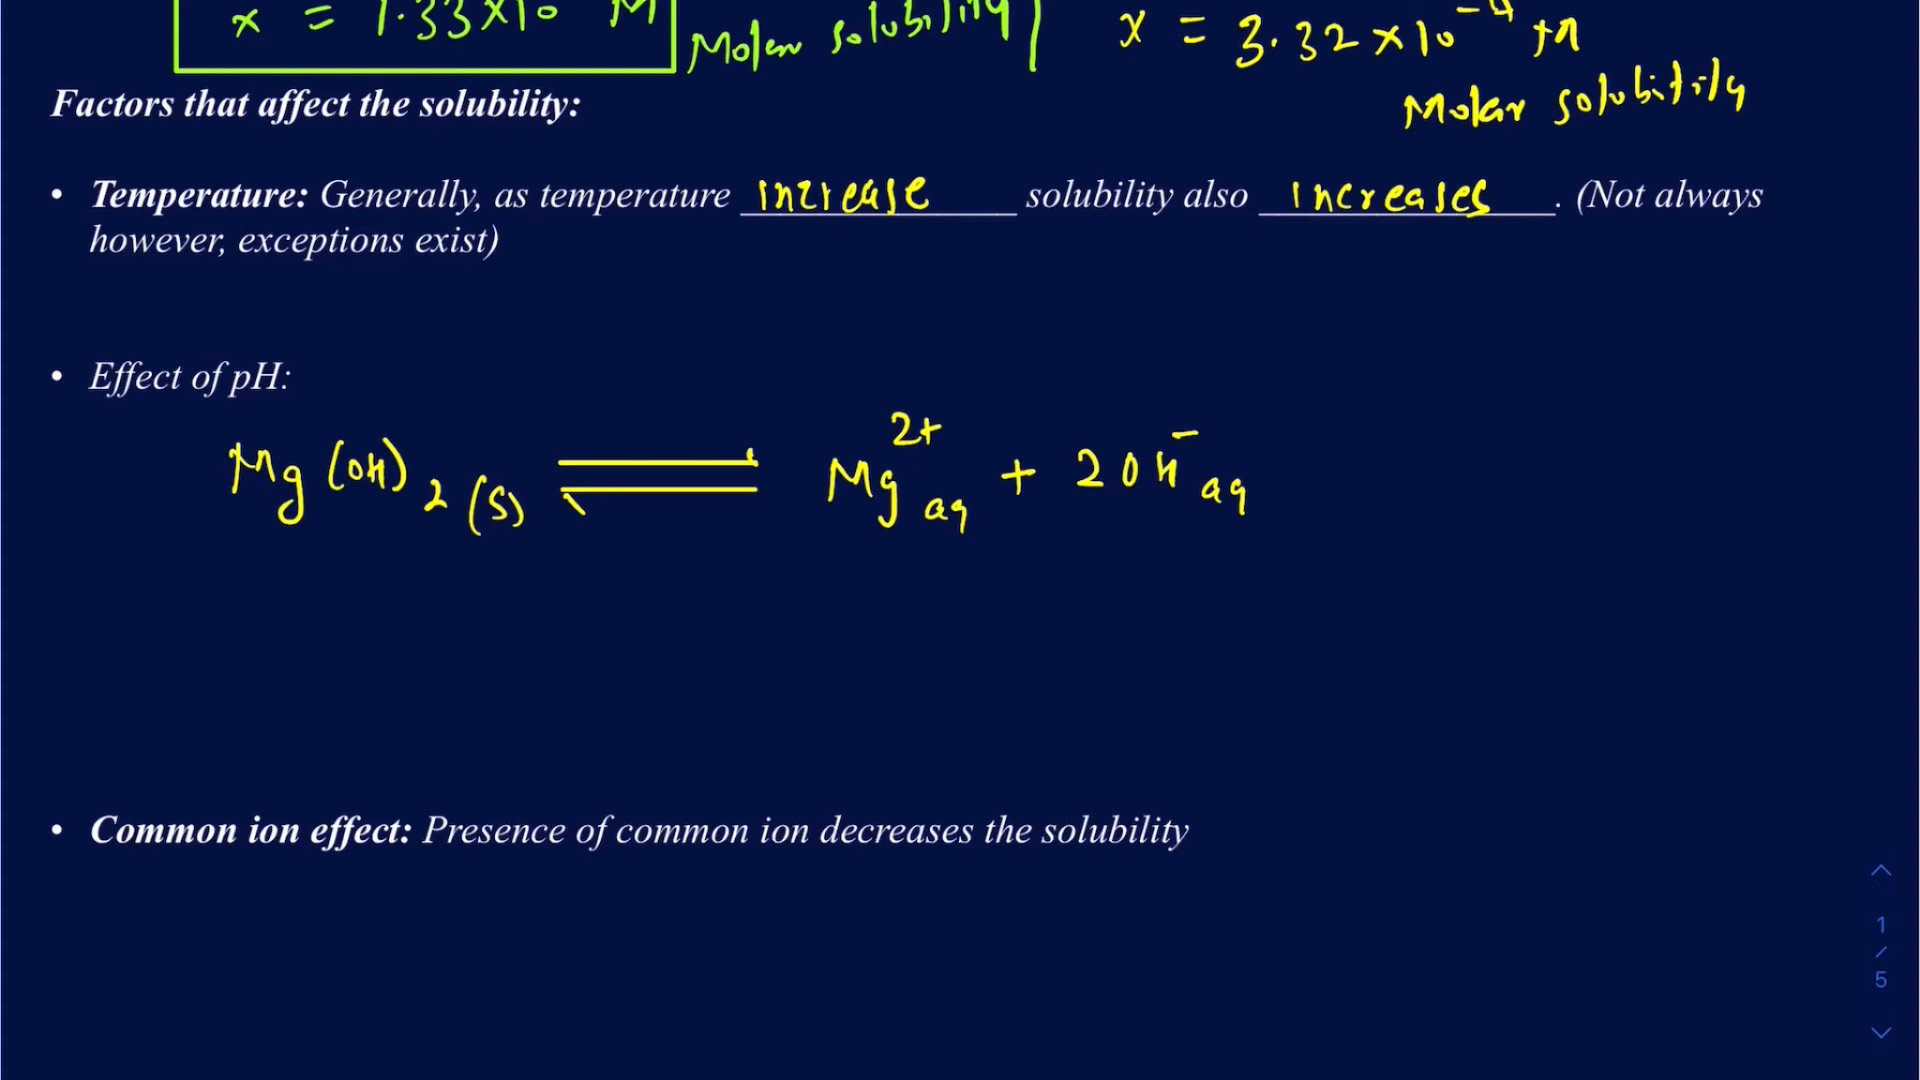 x = 1.33×10 M Molar solubility x = 3.32 ×10⁻⁴ M
Molar solubility
Factors that affect the solubility:
• Temperature: Generally, as temperature increase solubility also increases. (Not always
however, exceptions exist)
• Effect of pH:
Mg(OH)₂(s) ⇌ Mg²⁺aq + 2OH⁻aq
• Common ion effect: Presence of common ion decreases the solubility
1
/
5